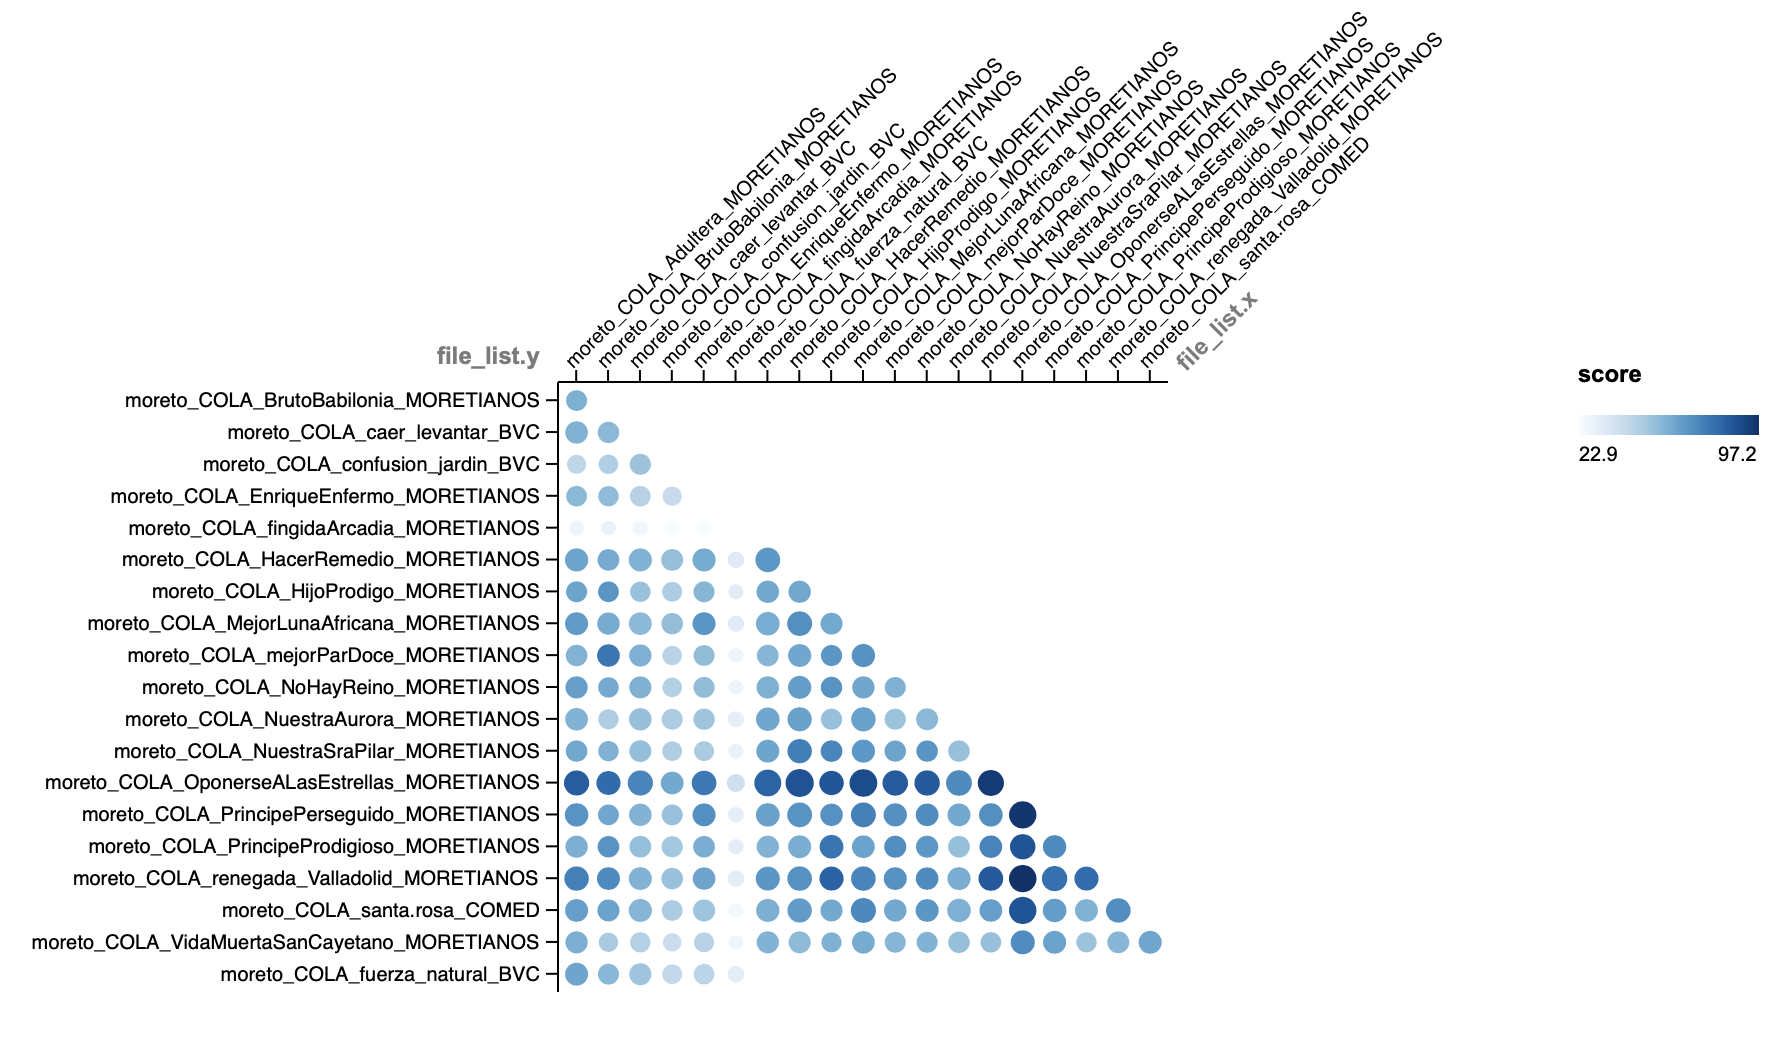 moreto_COLA_Adultera_MORETIANOS
moreto_COLA_BrutoBabilonia_MORETIANOS
moreto_COLA_caer_levantar_BVC
moreto_COLA_confusion_jardin_BVC
moreto_COLA_EnriqueEnfermo_MORETIANOS
moreto_COLA_fingidaArcadia_MORETIANOS
moreto_COLA_fuerza_natural_BVC
moreto_COLA_HacerRemedio_MORETIANOS
moreto_COLA_HijoProdigo_MORETIANOS
moreto_COLA_MejorLunaAfricana_MORETIANOS
moreto_COLA_mejorParDoce_MORETIANOS
moreto_COLA_NoHayReino_MORETIANOS
moreto_COLA_NuestraAurora_MORETIANOS
moreto_COLA_NuestraSraPilar_MORETIANOS
moreto_COLA_OponerseALasEstrellas_MORETIANOS
moreto_COLA_PrincipePerseguido_MORETIANOS
moreto_COLA_PrincipeProdigioso_MORETIANOS
moreto_COLA_renegada_Valladolid_MORETIANOS
moreto_COLA_santa.rosa_COMED
file_list.x
file_list.y
moreto_COLA_BrutoBabilonia_MORETIANOS
moreto_COLA_caer_levantar_BVC
moreto_COLA_confusion_jardin_BVC
moreto_COLA_EnriqueEnfermo_MORETIANOS
moreto_COLA_fingidaArcadia_MORETIANOS
moreto_COLA_HacerRemedio_MORETIANOS
moreto_COLA_HijoProdigo_MORETIANOS
moreto_COLA_MejorLunaAfricana_MORETIANOS
moreto_COLA_mejorParDoce_MORETIANOS
moreto_COLA_NoHayReino_MORETIANOS
moreto_COLA_NuestraAurora_MORETIANOS
moreto_COLA_NuestraSraPilar_MORETIANOS
moreto_COLA_OponerseALasEstrellas_MORETIANOS
moreto_COLA_PrincipePerseguido_MORETIANOS
moreto_COLA_PrincipeProdigioso_MORETIANOS
moreto_COLA_renegada_Valladolid_MORETIANOS
moreto_COLA_santa.rosa_COMED
moreto_COLA_VidaMuertaSanCayetano_MORETIANOS
moreto_COLA_fuerza_natural_BVC
score
22.9 97.2